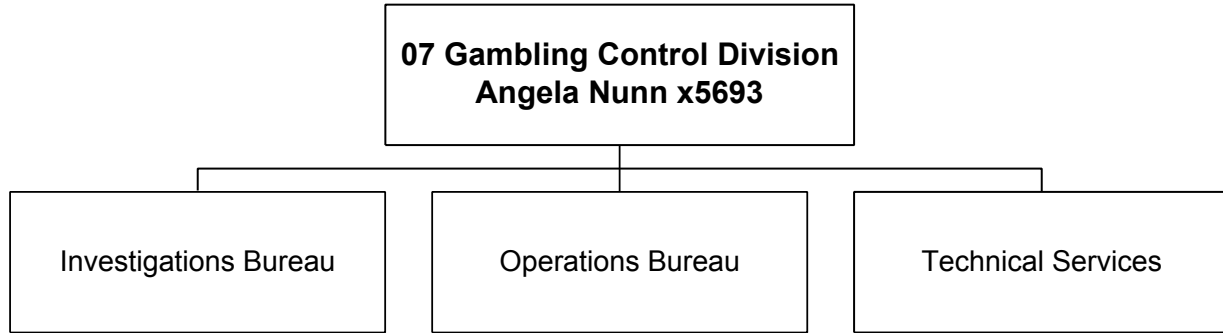 07 Gambling Control Division
Angela Nunn x5693
Investigations Bureau
Operations Bureau
Technical Services